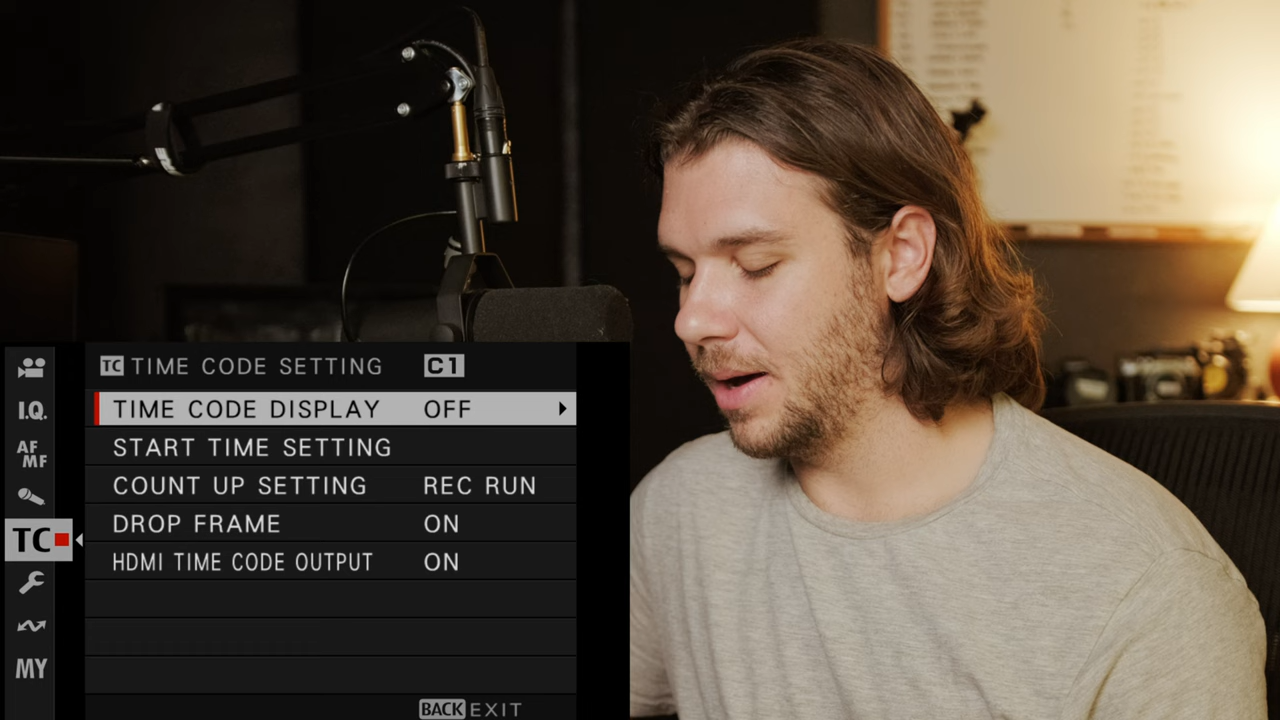 TC TIME CODE SETTING C1
I.Q.
TIME CODE DISPLAY OFF
START TIME SETTING
AF
MF
COUNT UP SETTING REC RUN
TC
DROP FRAME ON
HDMI TIME CODE OUTPUT ON
MY
BACK EXIT